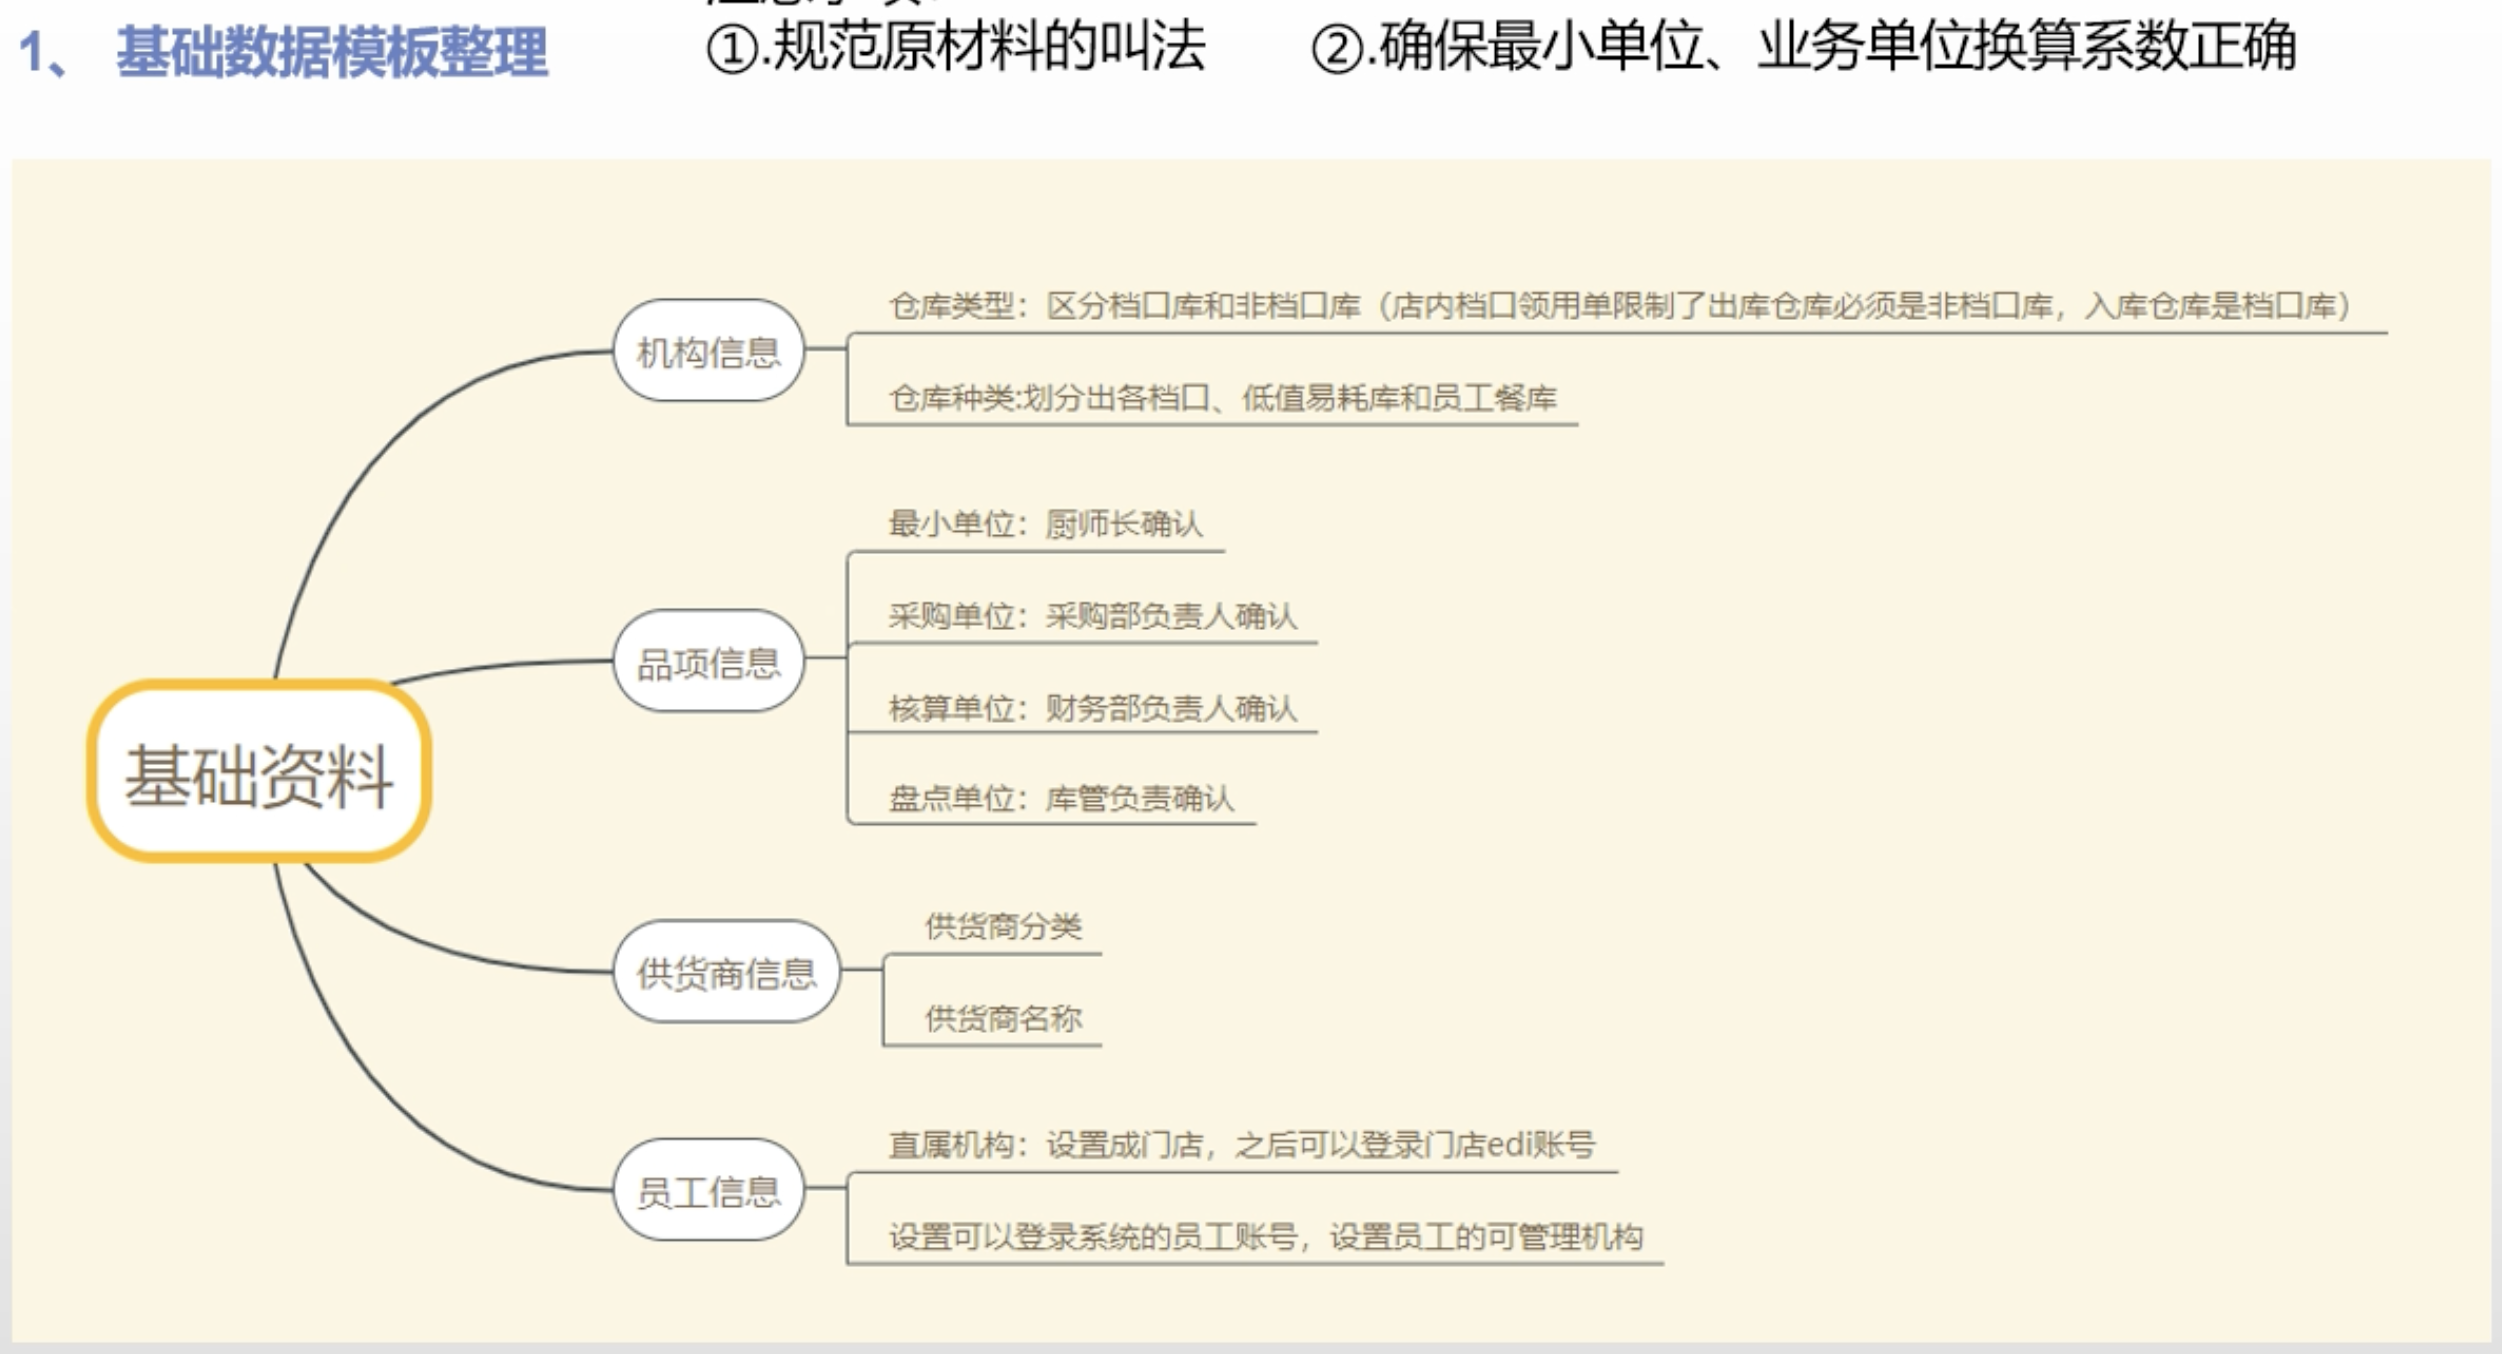 1、 基础数据模板整理
①.规范原材料的叫法 ②.确保最小单位、业务单位换算系数正确
仓库类型：区分档口库和非档口库（店内档口领用单限制了出库仓库必须是非档口库，入库仓库是档口库）
机构信息
仓库种类:划分出各档口、低值易耗库和员工餐库
最小单位：厨师长确认
采购单位：采购部负责人确认
品项信息
核算单位：财务部负责人确认
基础资料
盘点单位：库管负责确认
供货商分类
供货商信息
供货商名称
直属机构：设置成门店，之后可以登录门店edi账号
员工信息
设置可以登录系统的员工账号，设置员工的可管理机构